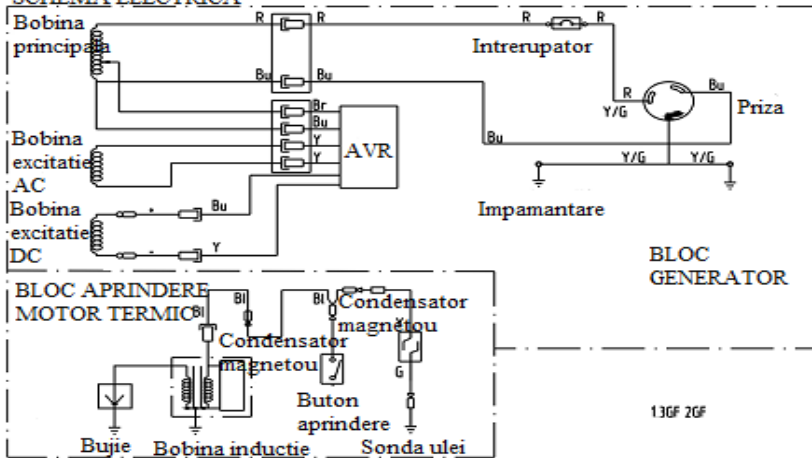 SCHEMA ELECTRICA
Bobina
principala
R
R
R
R
Intrerupator
Bu
Bu
R
Y/G
Bu
Priza
Br
Bu
Y
Y
AVR
Bu
Bobina
excitatie
AC
Y/G
Y/G
Impamantare
Bobina
excitatie
DC
+
Bu
-
Y
BLOC
GENERATOR
BLOC APRINDERE
MOTOR TERMIC
Bl
Bl
Bl
Condensator
magnetou
Condensator
magnetou
Y
G
Buton
aprindere
Bujie
Bobina inductie
Sonda ulei
13GF 2GF